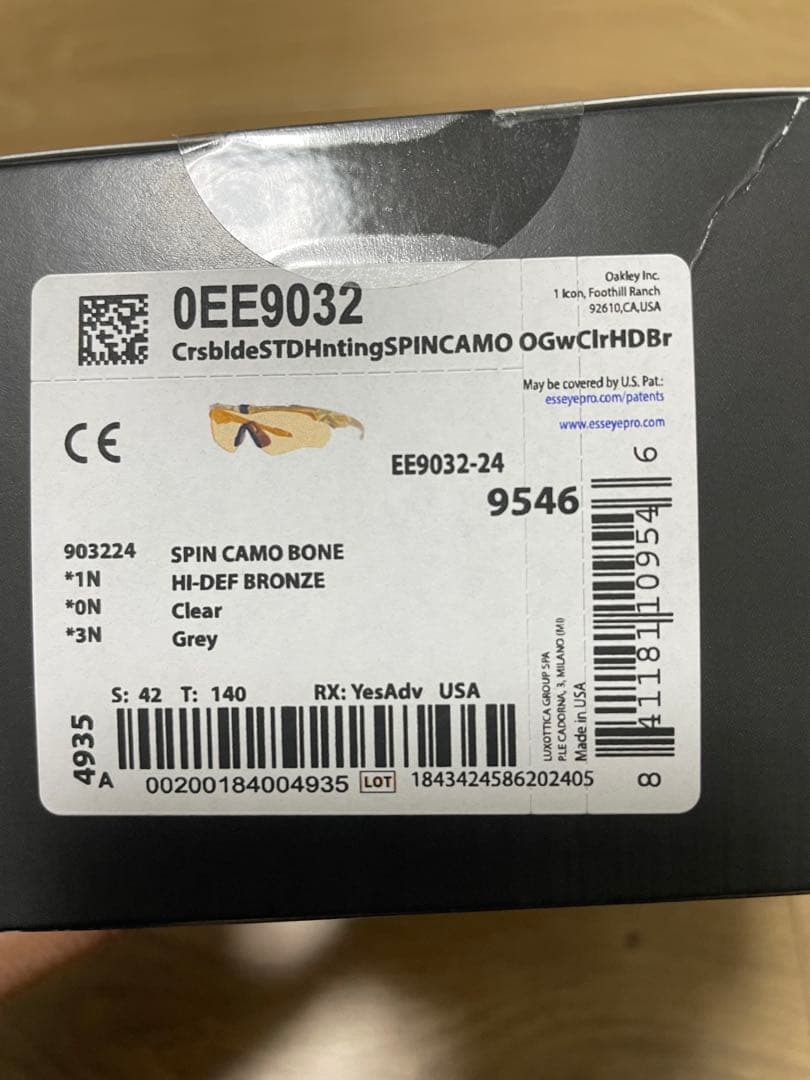 Oakley Inc.
1 Icon, Foothill Ranch
92610,CA,USA
0EE9032
CrsbldeSTDHntingSPINCAMO OGwClrHDBr
May be covered by U.S. Pat.:
esseyepro.com/patents
www.esseyepro.com
CE
EE9032-24
9546
903224 SPIN CAMO BONE
*1N HI-DEF BRONZE
*0N Clear
*3N Grey
S: 42 T: 140 RX: YesAdv USA
4935
A 00200184004935 LOT 1843424586202405
LUXOTTICA GROUP SPA
P.LE CADORNA, 3, MILANO (MI)
Made in USA
8 41181 10954 6